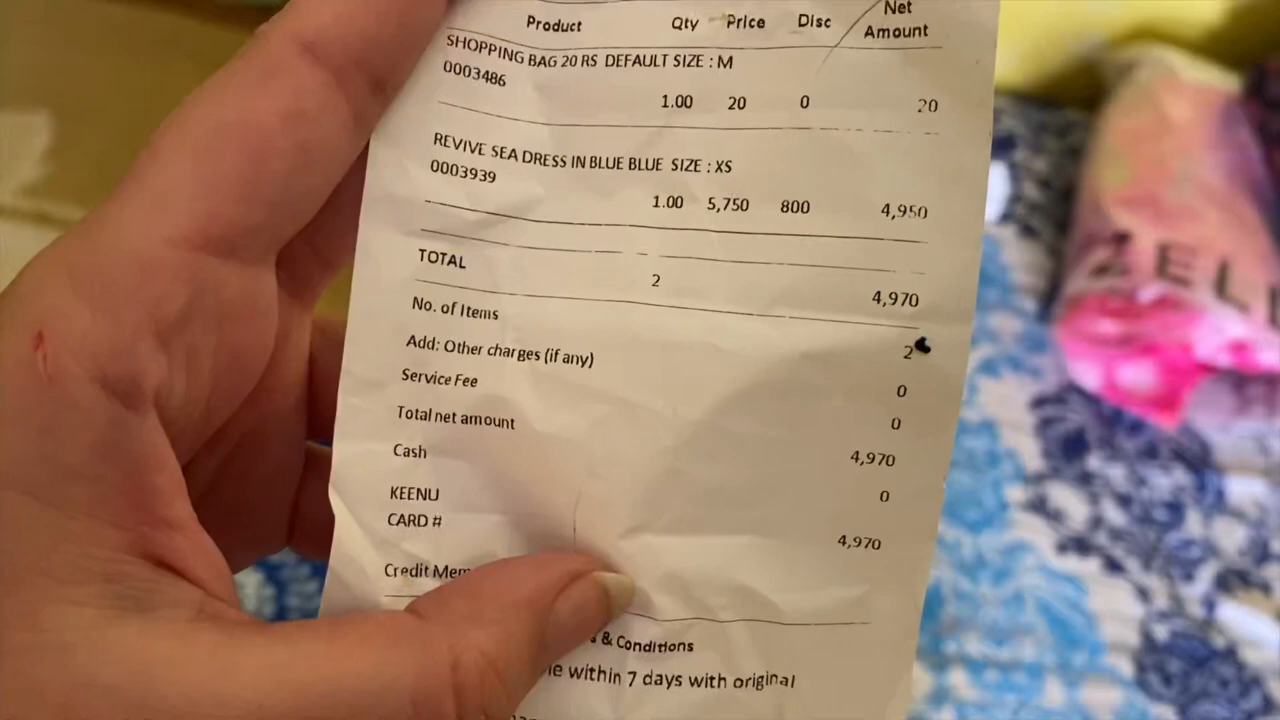 Product Qty Price Disc Net Amount
SHOPPING BAG 20 RS DEFAULT SIZE : M
0003486
1.00 20 0 20
REVIVE SEA DRESS IN BLUE BLUE SIZE : XS
0003939
1.00 5,750 800 4,950
TOTAL 2 4,970
No. of Items 2
Add: Other charges (if any) 0
Service Fee 0
Total net amount 4,970
Cash 0
KEENU 4,970
CARD #
Credit
& Conditions
within 7 days with original